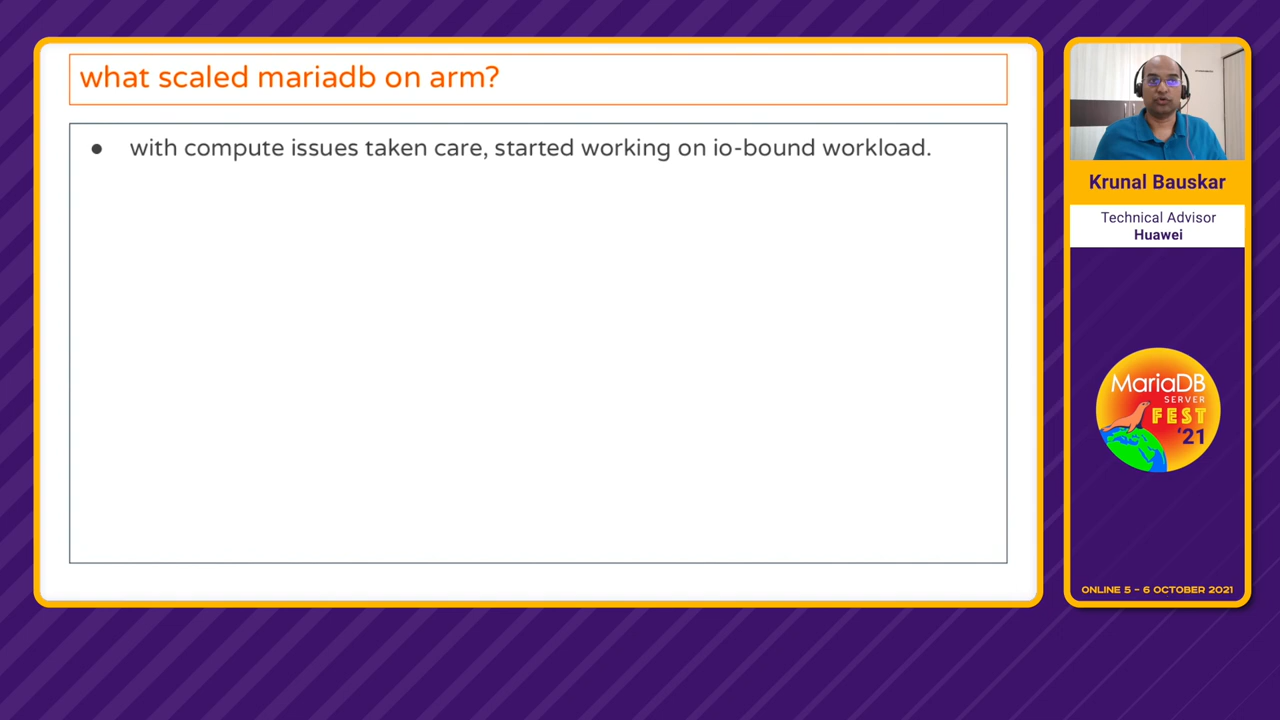 what scaled mariadb on arm?
● with compute issues taken care, started working on io-bound workload.
Krunal Bauskar
Technical Advisor
Huawei
MariaDB
SERVER
FEST
'21
ONLINE 5 - 6 OCTOBER 2021